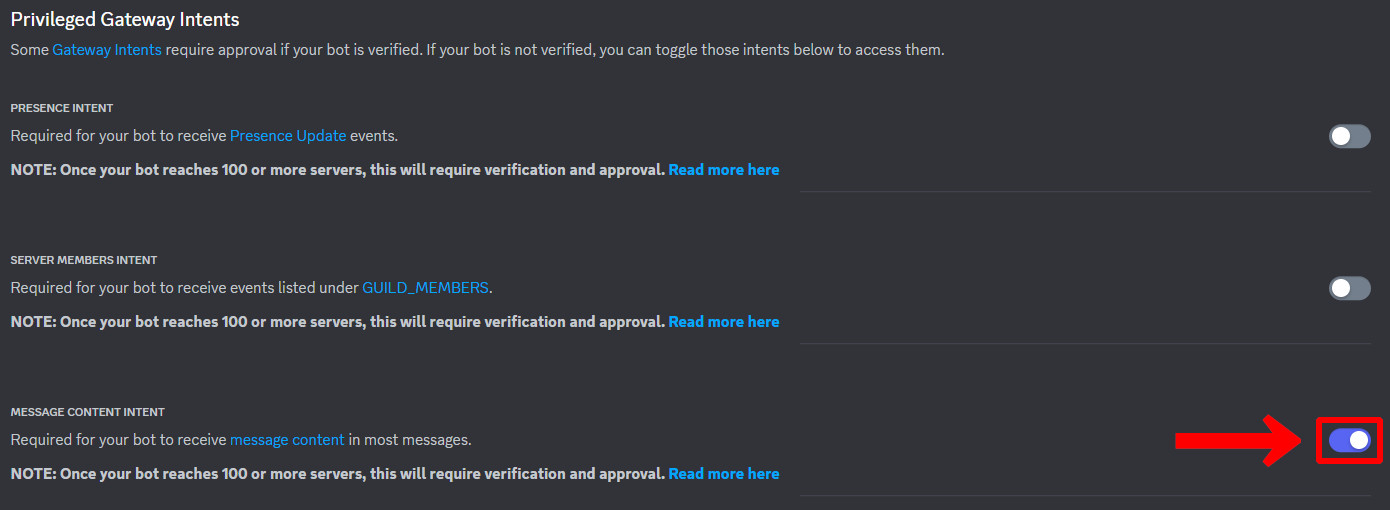 Privileged Gateway Intents
Some Gateway Intents require approval if your bot is verified. If your bot is not verified, you can toggle those intents below to access them.
PRESENCE INTENT
Required for your bot to receive Presence Update events.
NOTE: Once your bot reaches 100 or more servers, this will require verification and approval. Read more here
SERVER MEMBERS INTENT
Required for your bot to receive events listed under GUILD_MEMBERS.
NOTE: Once your bot reaches 100 or more servers, this will require verification and approval. Read more here
MESSAGE CONTENT INTENT
Required for your bot to receive message content in most messages.
NOTE: Once your bot reaches 100 or more servers, this will require verification and approval. Read more here